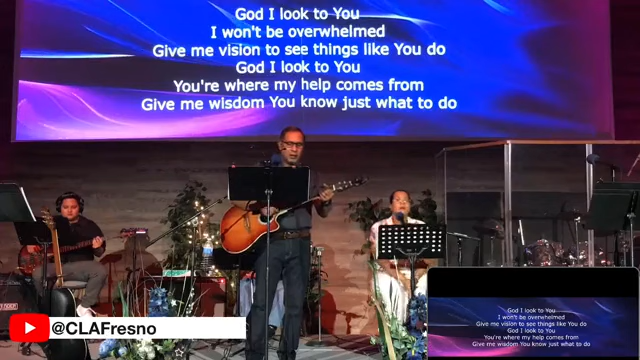 God I look to You
I won't be overwhelmed
Give me vision to see things like You do
God I look to You
You're where my help comes from
Give me wisdom You know just what to do
@CLAFresno
God I look to You
I won't be overwhelmed
Give me vision to see things like You do
God I look to You
You're where my help comes from
Give me wisdom You know just what to do